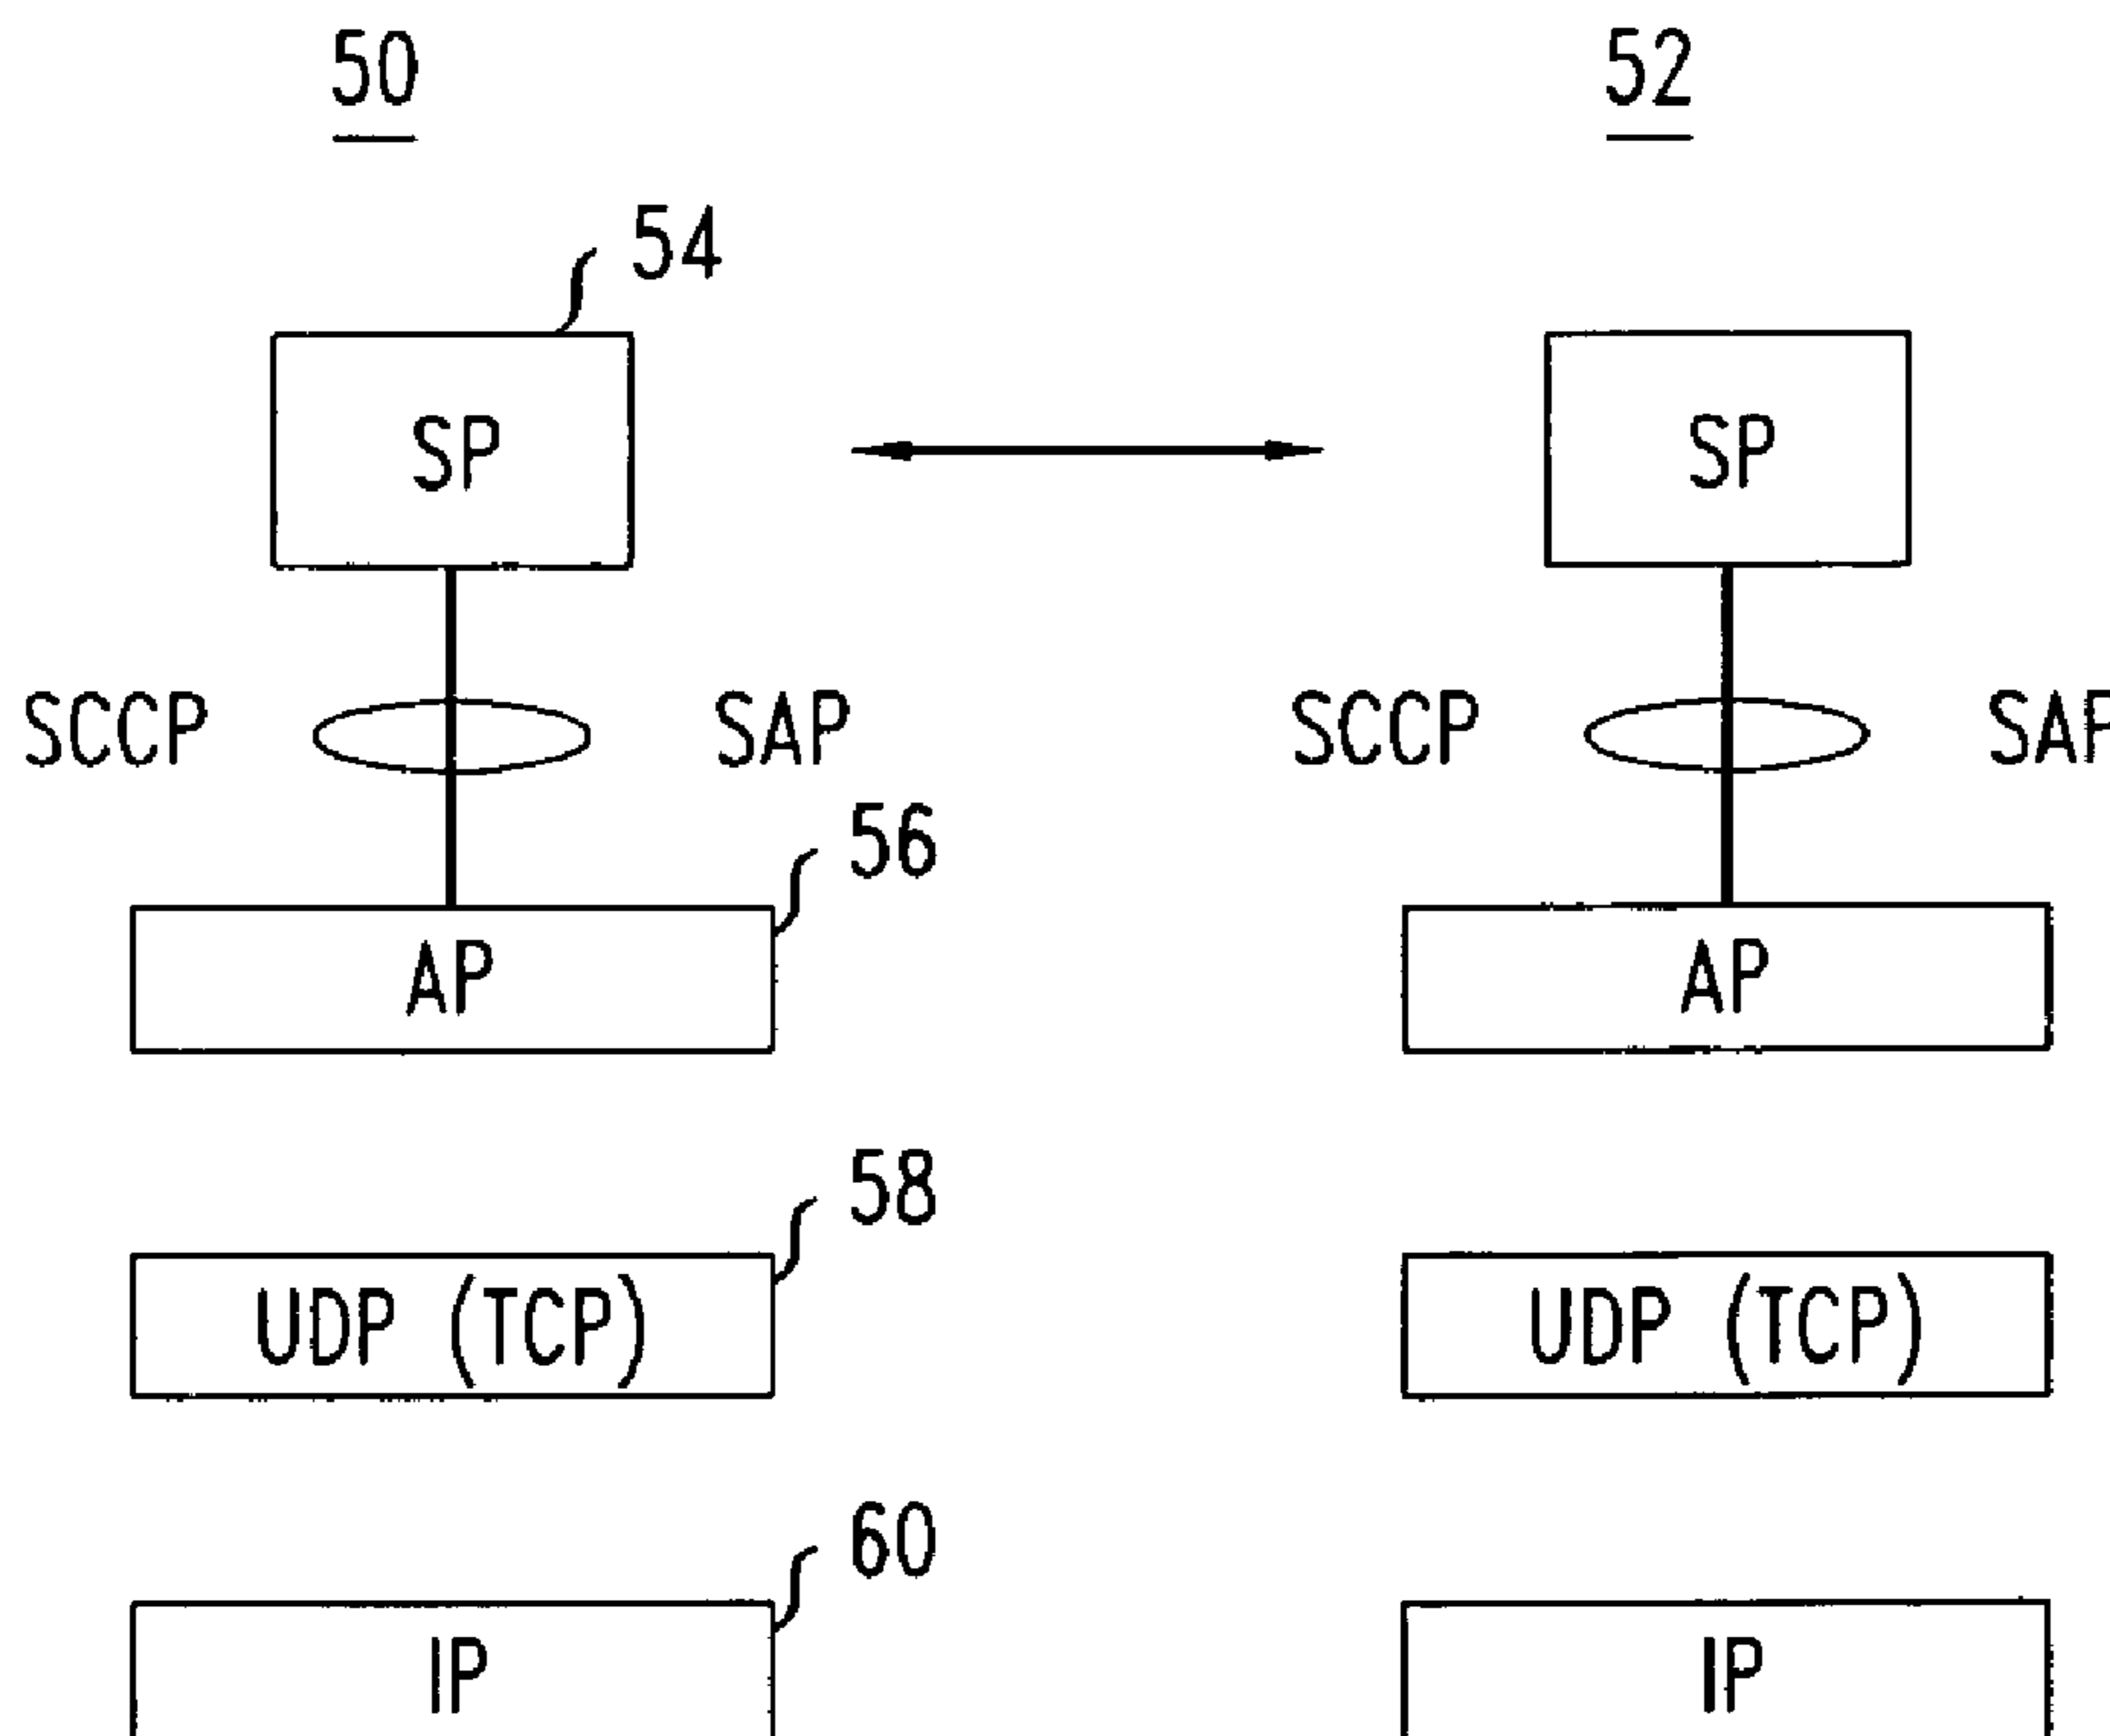 50 52
54
SP SP
SCCP SAP SCCP SAP
56
AP AP
58
UDP (TCP) UDP (TCP)
60
IP IP